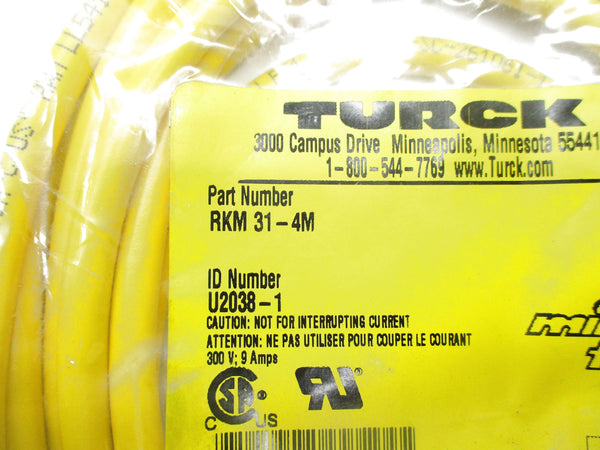 TURCK
3000 Campus Drive Minneapolis, Minnesota 55441
1-800-544-7769 www.Turck.com
Part Number
RKM 31-4M
ID Number
U2038-1
CAUTION: NOT FOR INTERRUPTING CURRENT
ATTENTION: NE PAS UTILISER POUR COUPER LE COURANT
300 V; 9 Amps
C US